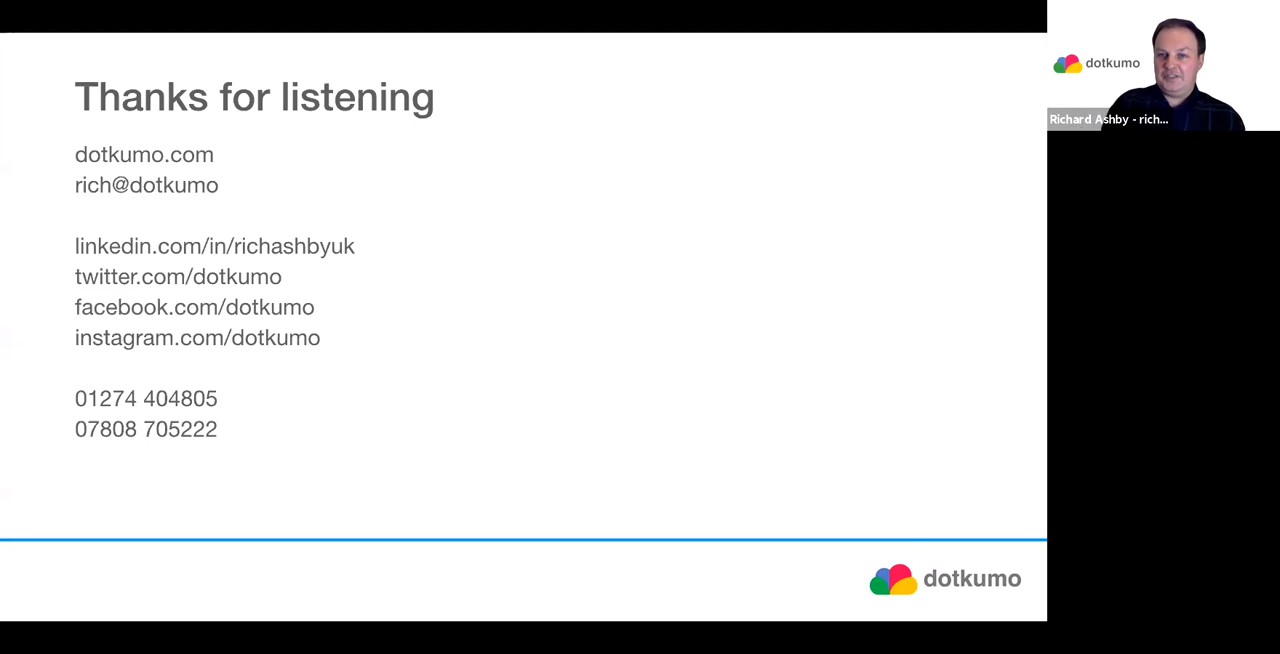 Thanks for listening
dotkumo.com
rich@dotkumo
linkedin.com/in/richashbyuk
twitter.com/dotkumo
facebook.com/dotkumo
instagram.com/dotkumo
01274 404805
07808 705222
dotkumo
dotkumo
Richard Ashby - rich...